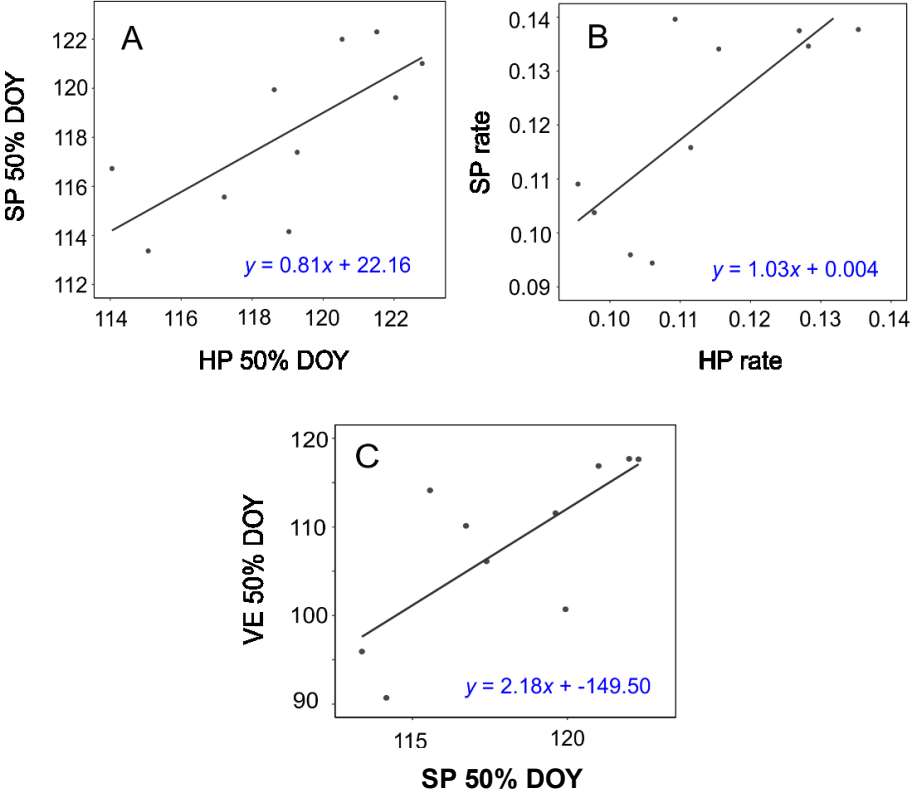 A
SP 50% DOY
122
120
118
116
114
112
y = 0.81x + 22.16
114 116 118 120 122
HP 50% DOY
B
SP rate
0.14
0.13
0.12
0.11
0.10
0.09
y = 1.03x + 0.004
0.10 0.11 0.12 0.13 0.14
HP rate
C
VE 50% DOY
120
110
100
90
y = 2.18x + -149.50
115 120
SP 50% DOY